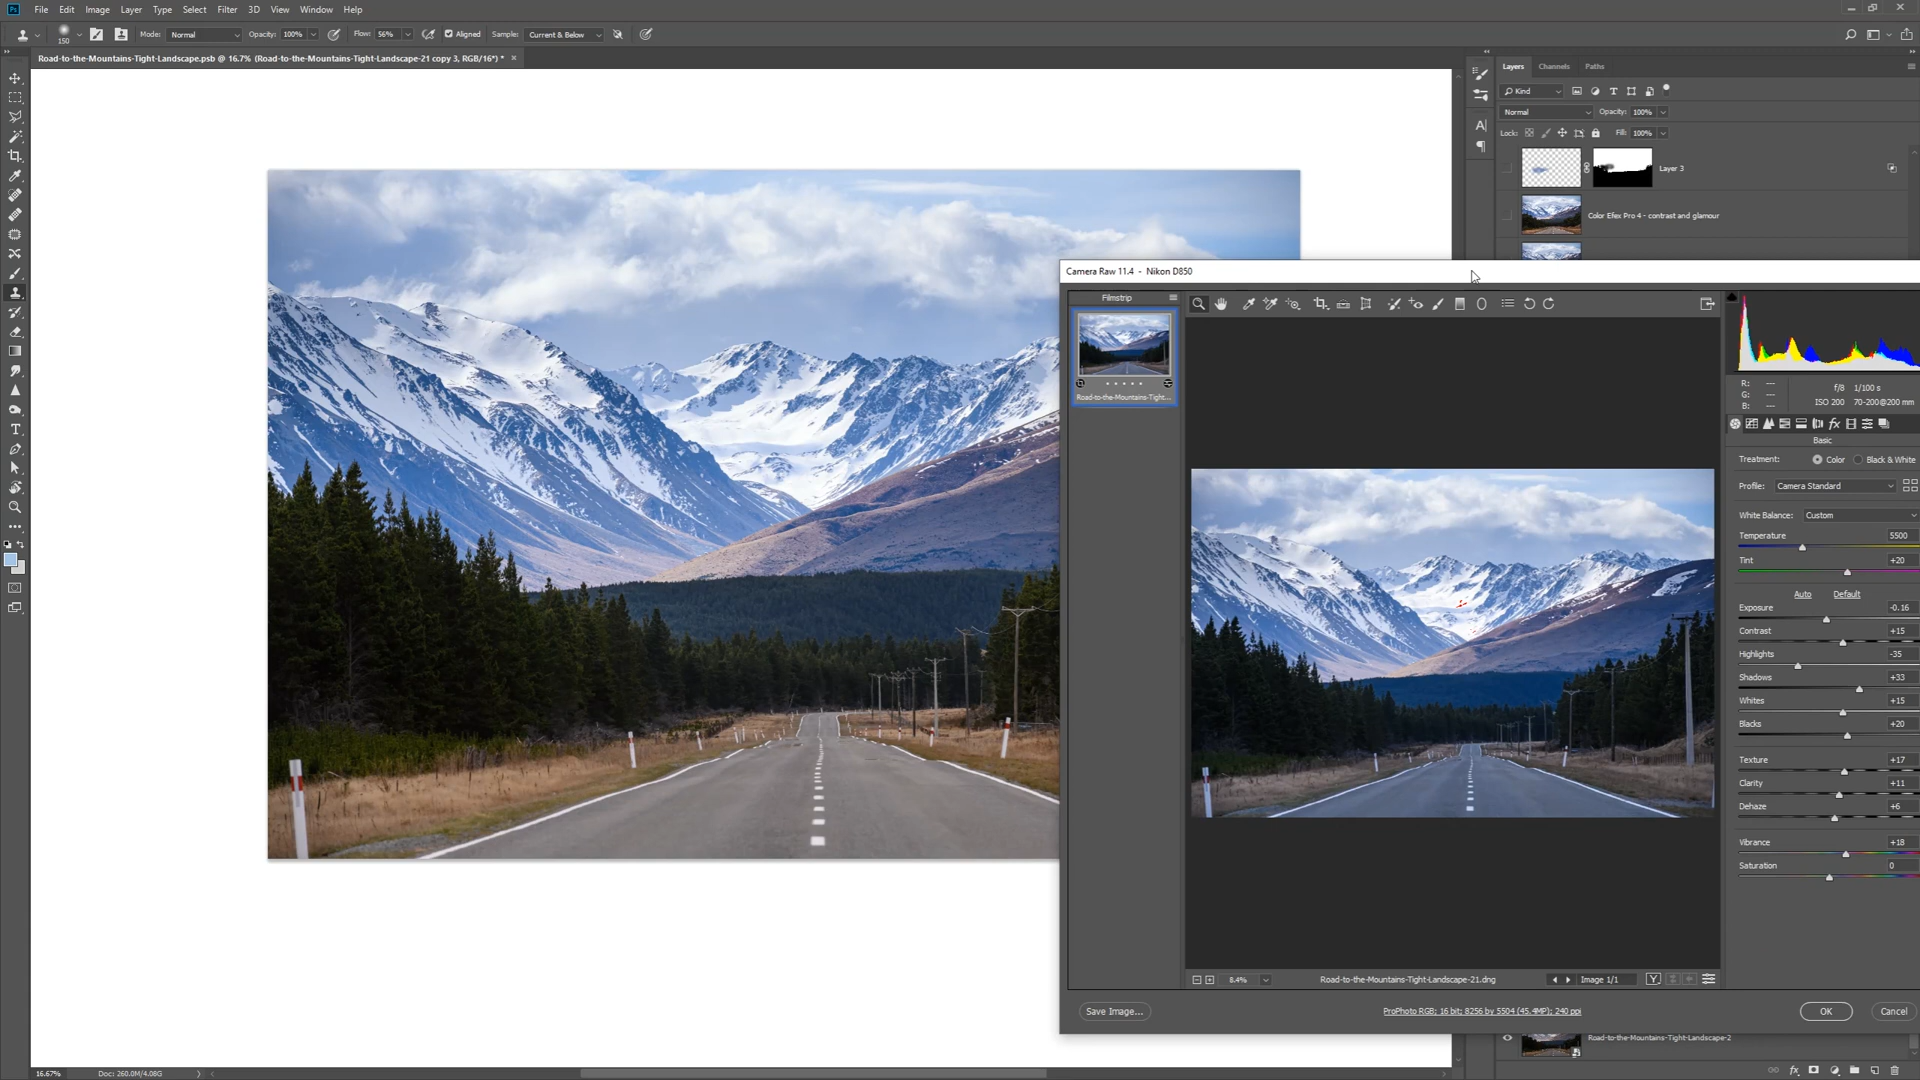 Ps File Edit Image Layer Type Select Filter 3D View Window Help
150 Mode: Normal Opacity: 100% Flow: 56% Aligned Sample: Current & Below
Road-to-the-Mountains-Tight-Landscape.psb @ 16.7% (Road-to-the-Mountains-Tight-Landscape-21 copy 3, RGB/16*) *
Layers Channels Paths
Kind
Normal Opacity: 100%
Lock: Fill: 100%
Layer 3
Color Efex Pro 4 - contrast and glamour
Camera Raw 11.4 - Nikon D850
Filmstrip
Road-to-the-Mountains-Tight...
R: ---
G: ---
B: ---
f/8 1/100 s
ISO 200 70-200@200 mm
Basic
Treatment: Color Black & White
Profile: Camera Standard
White Balance: Custom
Temperature 5500
Tint +20
Auto Default
Exposure -0.16
Contrast +15
Highlights -35
Shadows +33
Whites +15
Blacks +20
Texture +17
Clarity +11
Dehaze +6
Vibrance +18
Saturation 0
8.4% Road-to-the-Mountains-Tight-Landscape-21.dng Image 1/1 Y
Save Image... ProPhoto RGB; 16 bit; 8256 by 5504 (45.4MP); 240 ppi OK Cancel
Road-to-the-Mountains-Tight-Landscape-2
16.67% Doc: 260.0M/4.08G